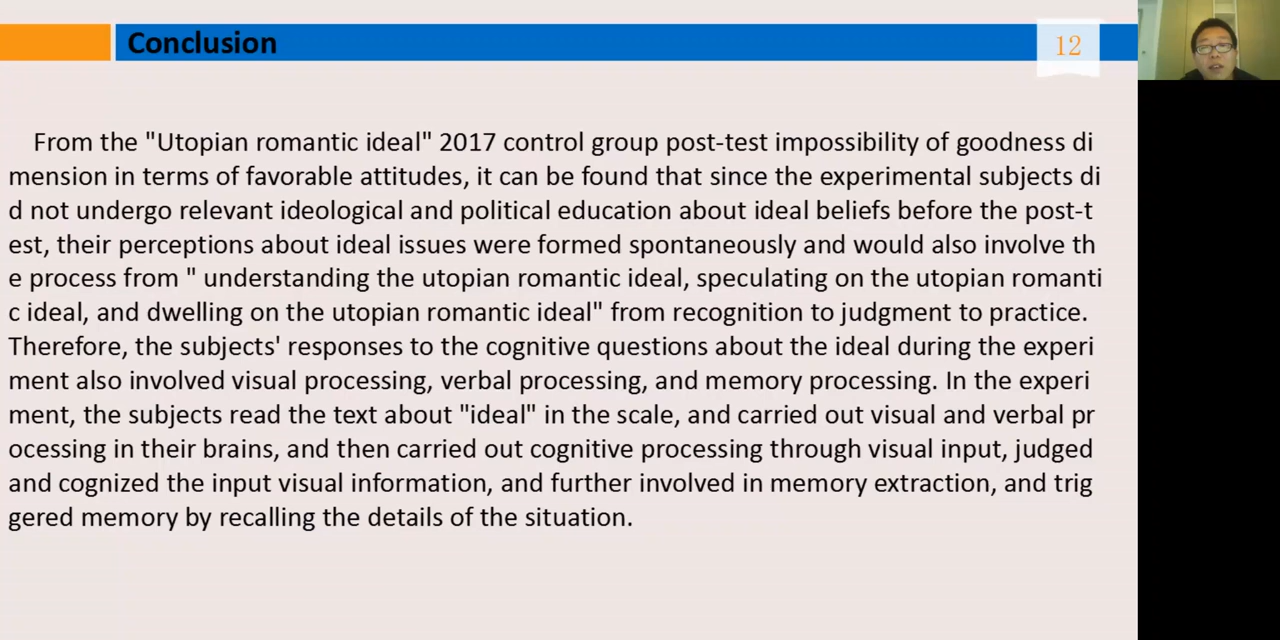 Conclusion
12
From the "Utopian romantic ideal" 2017 control group post-test impossibility of goodness di
mension in terms of favorable attitudes, it can be found that since the experimental subjects di
d not undergo relevant ideological and political education about ideal beliefs before the post-t
est, their perceptions about ideal issues were formed spontaneously and would also involve th
e process from " understanding the utopian romantic ideal, speculating on the utopian romanti
c ideal, and dwelling on the utopian romantic ideal" from recognition to judgment to practice.
Therefore, the subjects' responses to the cognitive questions about the ideal during the experi
ment also involved visual processing, verbal processing, and memory processing. In the experi
ment, the subjects read the text about "ideal" in the scale, and carried out visual and verbal pr
ocessing in their brains, and then carried out cognitive processing through visual input, judged
and cognized the input visual information, and further involved in memory extraction, and trig
gered memory by recalling the details of the situation.